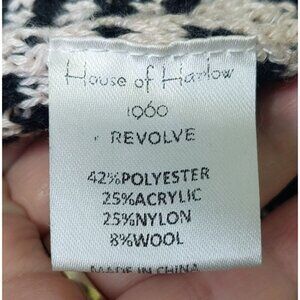 House of Harlow
1960
REVOLVE
42%POLYESTER
25%ACRYLIC
25%NYLON
8%WOOL
MADE IN CHINA